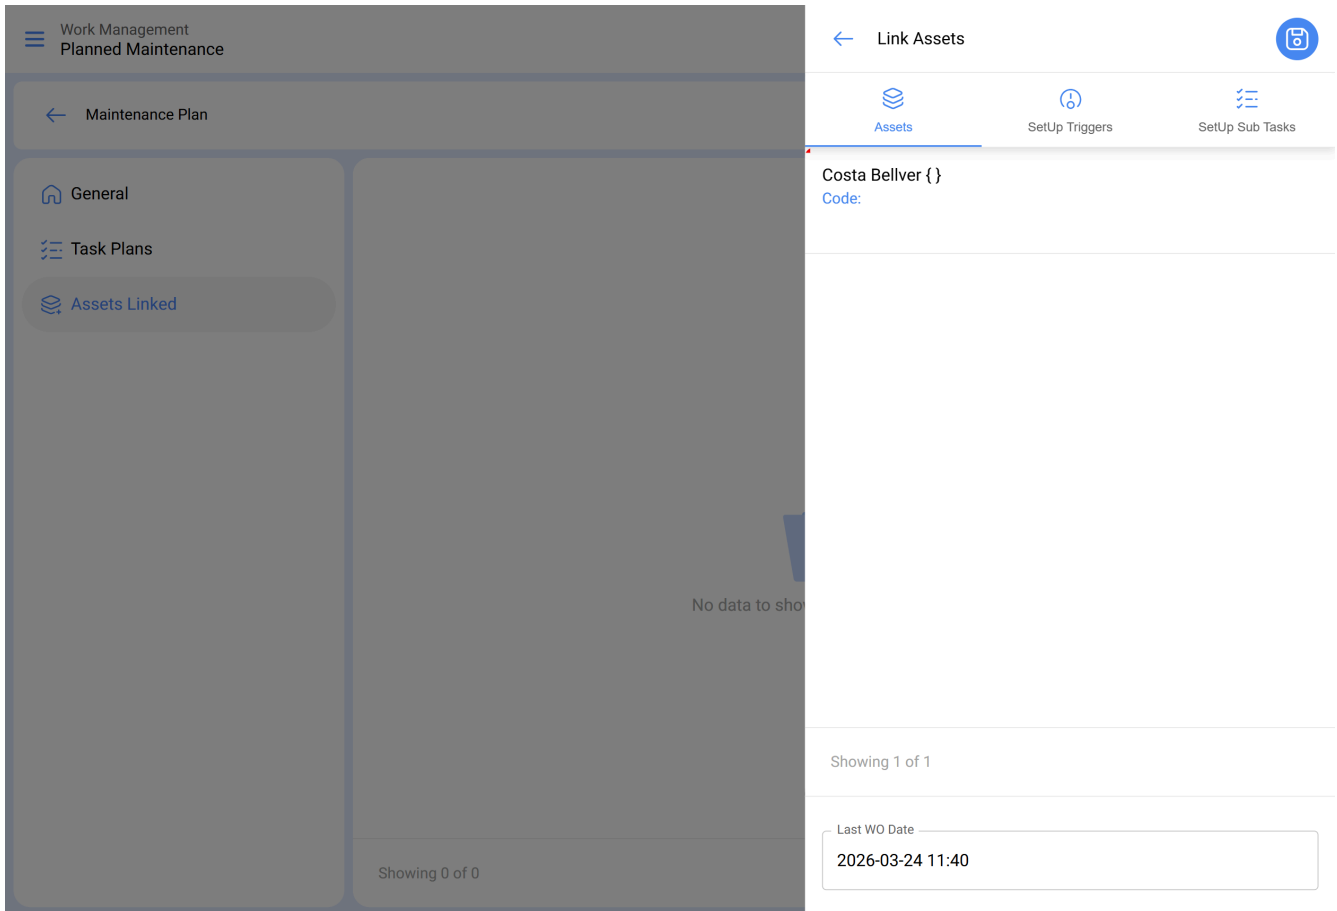 Work Management
Planned Maintenance
Maintenance Plan
General
Task Plans
Assets Linked
No data to
Showing 0 of 0
Link Assets
Assets
SetUp Triggers
SetUp Sub Tasks
Costa Bellver { }
Code:
Showing 1 of 1
Last WO Date
2026-03-24 11:40